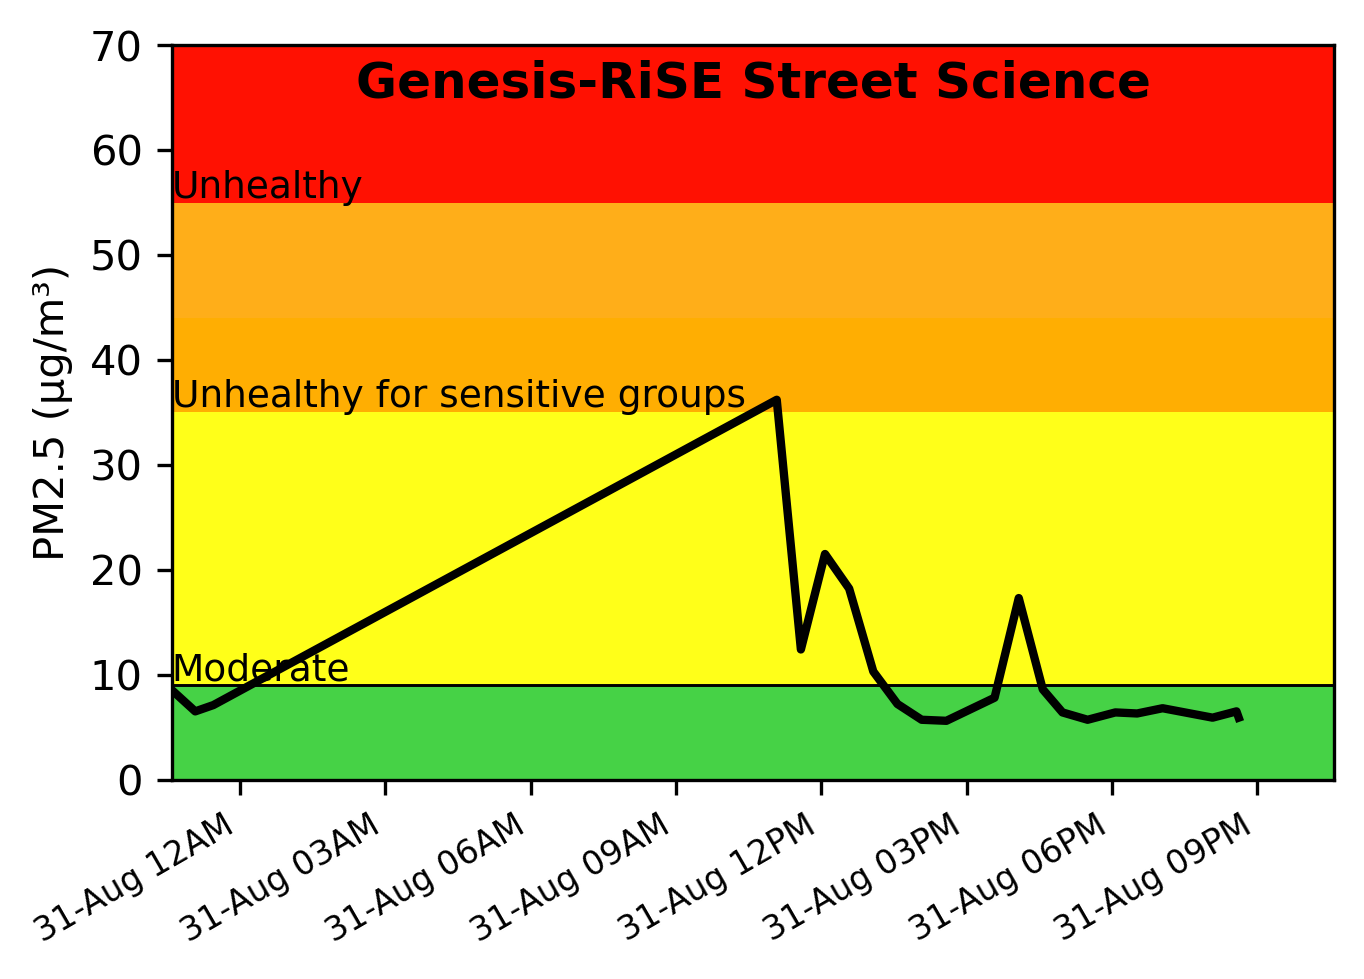 Genesis-RiSE Street Science
70
60
Unhealthy
50
40
Unhealthy for sensitive groups
30
20
10
Moderate
0
PM2.5 (µg/m³)
31-Aug 12AM
31-Aug 03AM
31-Aug 06AM
31-Aug 09AM
31-Aug 12PM
31-Aug 03PM
31-Aug 06PM
31-Aug 09PM